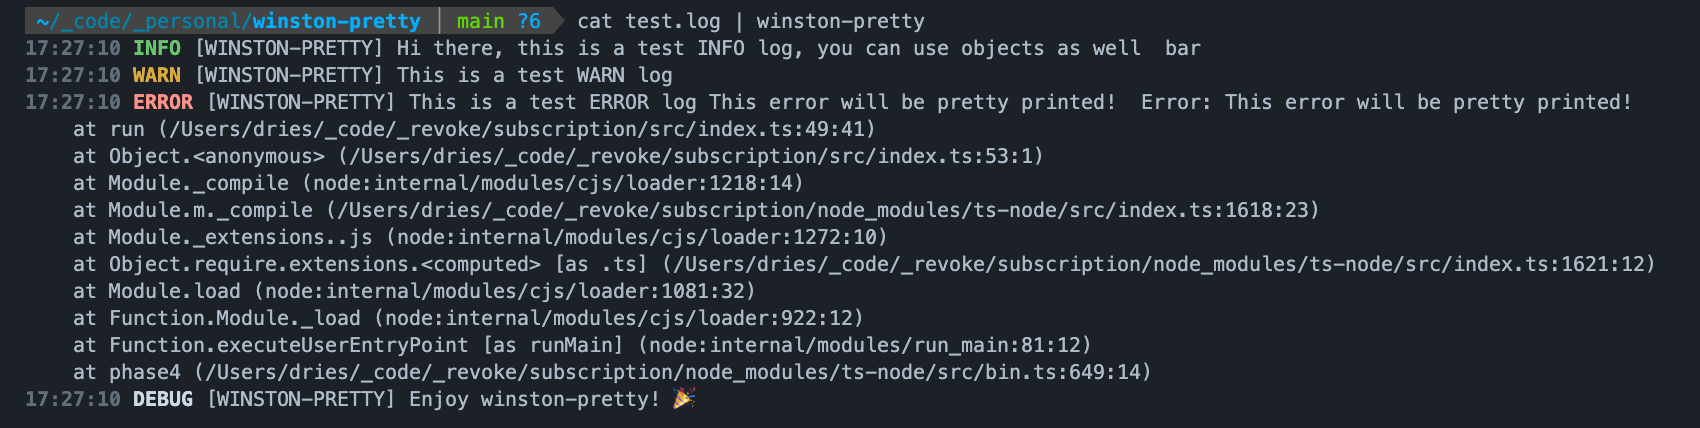 ~/_code/_personal/winston-pretty | main ?6 cat test.log | winston-pretty
17:27:10 INFO [WINSTON-PRETTY] Hi there, this is a test INFO log, you can use objects as well  bar
17:27:10 WARN [WINSTON-PRETTY] This is a test WARN log
17:27:10 ERROR [WINSTON-PRETTY] This is a test ERROR log This error will be pretty printed!  Error: This error will be pretty printed!
    at run (/Users/dries/_code/_revoke/subscription/src/index.ts:49:41)
    at Object.<anonymous> (/Users/dries/_code/_revoke/subscription/src/index.ts:53:1)
    at Module._compile (node:internal/modules/cjs/loader:1218:14)
    at Module.m._compile (/Users/dries/_code/_revoke/subscription/node_modules/ts-node/src/index.ts:1618:23)
    at Module._extensions..js (node:internal/modules/cjs/loader:1272:10)
    at Object.require.extensions.<computed> [as .ts] (/Users/dries/_code/_revoke/subscription/node_modules/ts-node/src/index.ts:1621:12)
    at Module.load (node:internal/modules/cjs/loader:1081:32)
    at Function.Module._load (node:internal/modules/cjs/loader:922:12)
    at Function.executeUserEntryPoint [as runMain] (node:internal/modules/run_main:81:12)
    at phase4 (/Users/dries/_code/_revoke/subscription/node_modules/ts-node/src/bin.ts:649:14)
17:27:10 DEBUG [WINSTON-PRETTY] Enjoy winston-pretty! 🎉